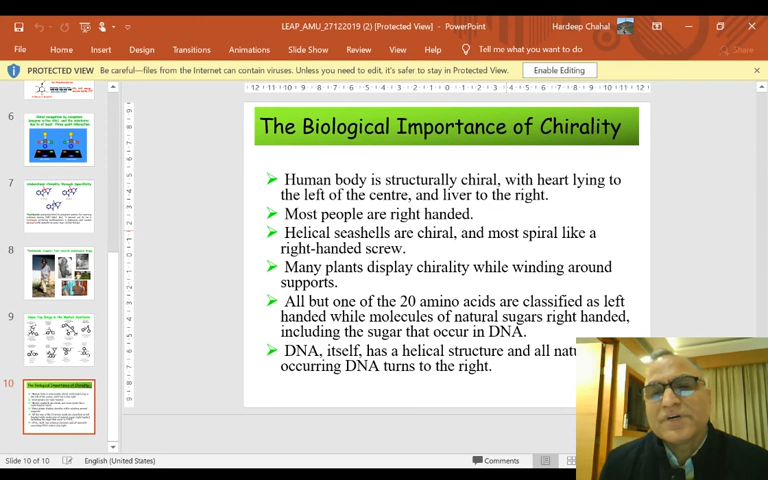 LEAP_AMU_27122019 (2) [Protected View] - PowerPoint
Hardeep Chahal
File Home Insert Design Transitions Animations Slide Show Review View Help Tell me what you want to do Share
PROTECTED VIEW Be careful—files from the Internet can contain viruses. Unless you need to edit, it's safer to stay in Protected View. Enable Editing
6
7
8
9
10
The Biological Importance of Chirality
Human body is structurally chiral, with heart lying to
the left of the centre, and liver to the right.
Most people are right handed.
Helical seashells are chiral, and most spiral like a
right-handed screw.
Many plants display chirality while winding around
supports.
All but one of the 20 amino acids are classified as left
handed while molecules of natural sugars right handed,
including the sugar that occur in DNA.
DNA, itself, has a helical structure and all
occurring DNA turns to the right.
Slide 10 of 10 English (United States) Comments